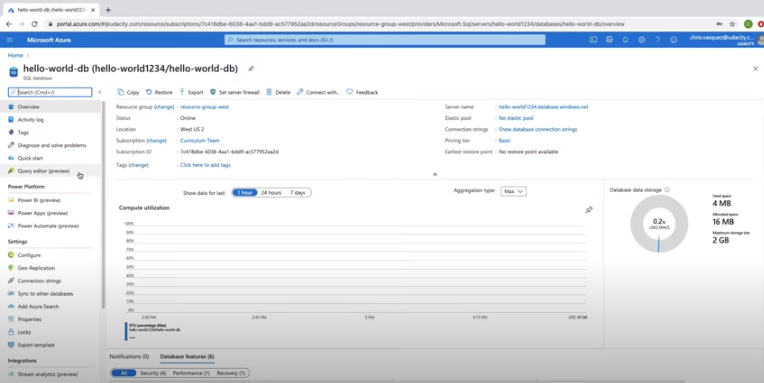 hello-world-db (hello-world1234
portal.azure.com/#@udacity.com/resource/subscriptions/7c418dbe-6038-4aa1-bdd9-ac577952aa2d/resourceGroups/resource-group-west/providers/Microsoft.Sql/servers/hello-world1234/databases/hello-world-db/overview
Microsoft Azure
Search resources, services, and docs (G+/)
chris.vasquez@udacity.c...
UDACITY
Home >
hello-world-db (hello-world1234/hello-world-db)
SQL database
Search (Cmd+/)
Overview
Activity log
Tags
Diagnose and solve problems
Quick start
Query editor (preview)
Power Platform
Power BI (preview)
Power Apps (preview)
Power Automate (preview)
Settings
Configure
Geo-Replication
Connection strings
Sync to other databases
Add Azure Search
Properties
Locks
Export template
Integrations
Stream analytics (preview)
Copy Restore Export Set server firewall Delete Connect with... Feedback
Resource group (change) : resource-group-west
Status : Online
Location : West US 2
Subscription (change) : Curriculum Team
Subscription ID : 7c418dbe-6038-4aa1-bdd9-ac577952aa2d
Tags (change) : Click here to add tags
Server name : hello-world1234.database.windows.net
Elastic pool : No elastic pool
Connection strings : Show database connection strings
Pricing tier : Basic
Earliest restore point : No restore point available
Show data for last: 1 hour 24 hours 7 days
Aggregation type: Max
Compute utilization
100%
90%
80%
70%
60%
50%
40%
30%
20%
10%
0%
2:30 PM 2:45 PM 3 PM 3:15 PM UTC-07:00
DTU percentage (Max)
hello-world1234/hello-world-db
--
Database data storage
0.2%
USED SPACE
Used space
4 MB
Allocated space
16 MB
Maximum storage size
2 GB
Notifications (0) Database features (6)
All Security (4) Performance (1) Recovery (1)